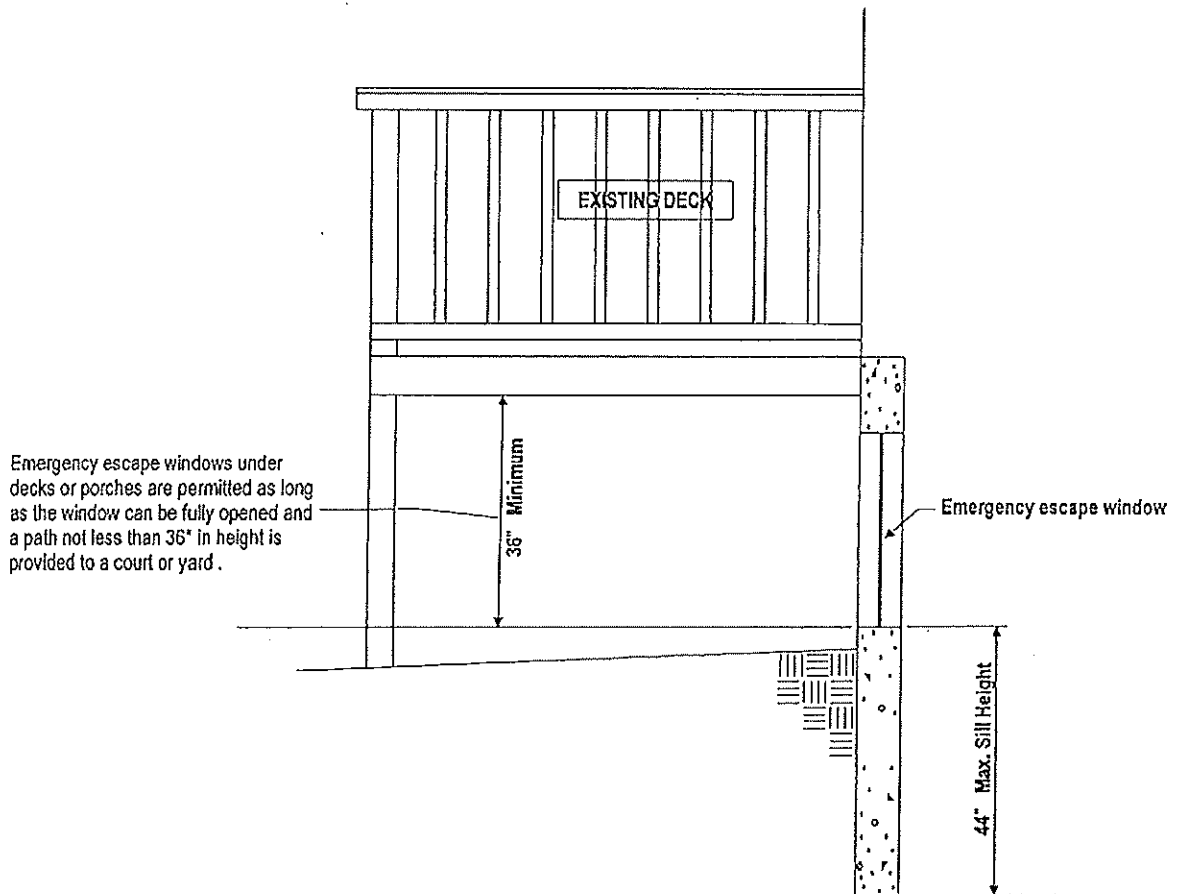 EXISTING DECK
Emergency escape windows under
decks or porches are permitted as long
as the window can be fully opened and
a path not less than 36" in height is
provided to a court or yard .
36" Minimum
Emergency escape window
44" Max. Sill Height